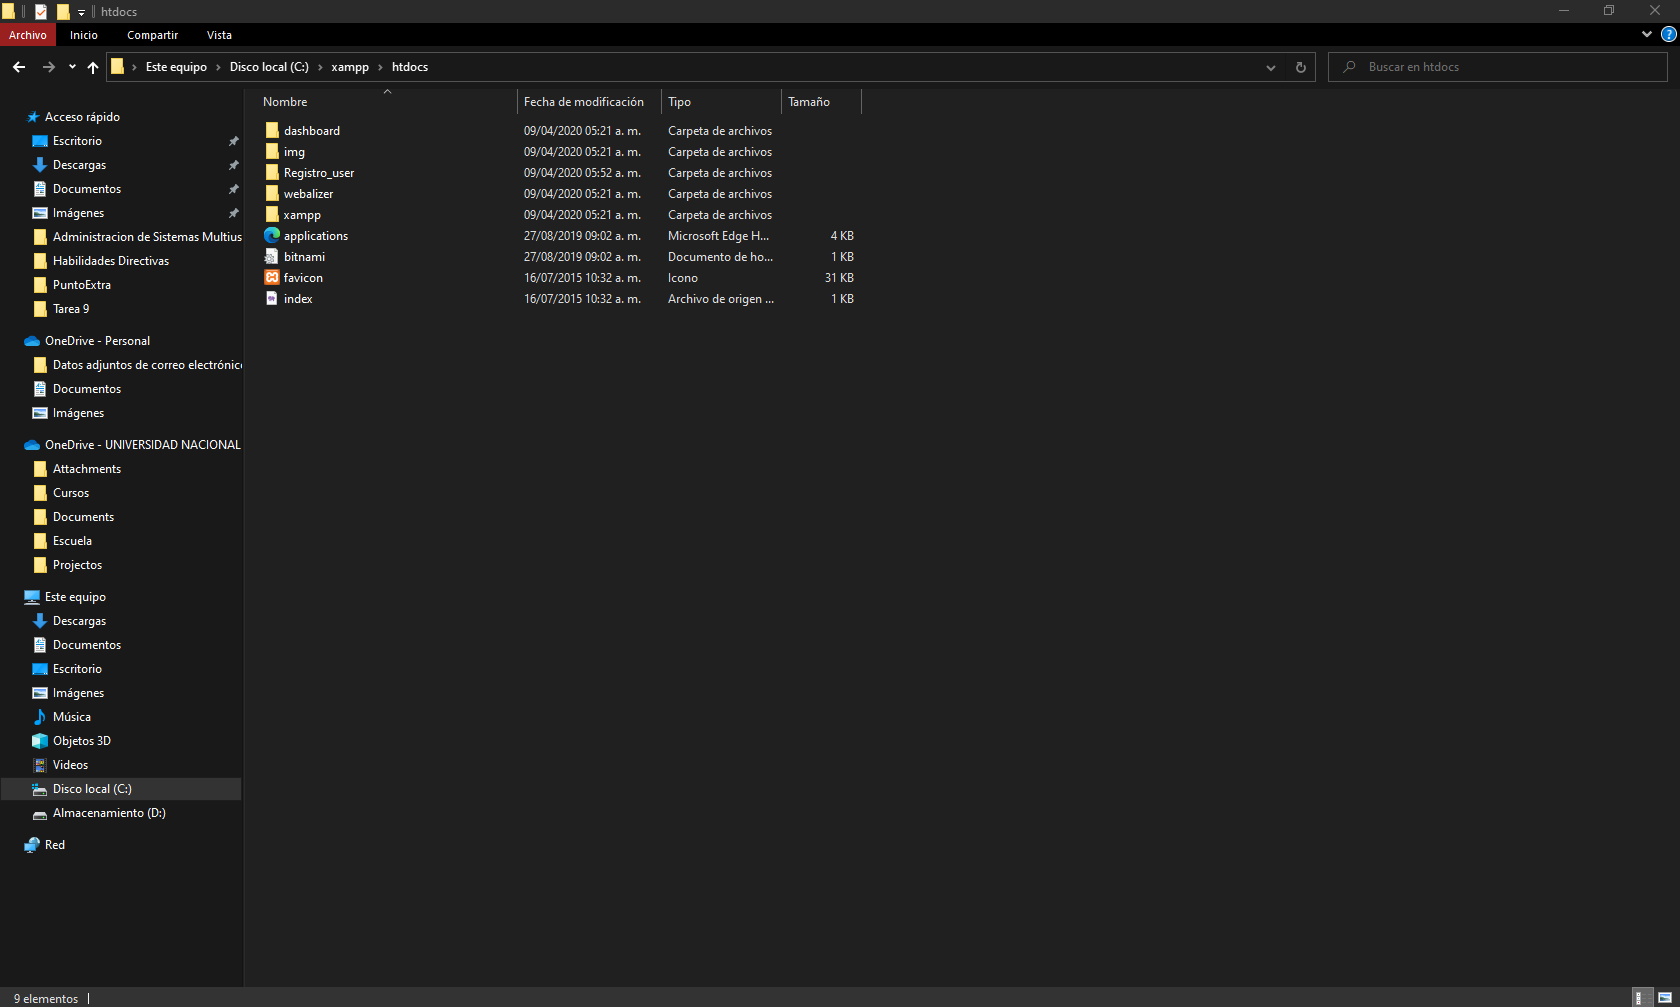 htdocs
Archivo Inicio Compartir Vista
Este equipo Disco local (C:) xampp htdocs
Buscar en htdocs
Nombre Fecha de modificación Tipo Tamaño
dashboard 09/04/2020 05:21 a. m. Carpeta de archivos
img 09/04/2020 05:21 a. m. Carpeta de archivos
Registro_user 09/04/2020 05:52 a. m. Carpeta de archivos
webalizer 09/04/2020 05:21 a. m. Carpeta de archivos
xampp 09/04/2020 05:21 a. m. Carpeta de archivos
applications 27/08/2019 09:02 a. m. Microsoft Edge H... 4 KB
bitnami 27/08/2019 09:02 a. m. Documento de ho... 1 KB
favicon 16/07/2015 10:32 a. m. Icono 31 KB
index 16/07/2015 10:32 a. m. Archivo de origen ... 1 KB
Acceso rápido
Escritorio
Descargas
Documentos
Imágenes
Administracion de Sistemas Multius
Habilidades Directivas
PuntoExtra
Tarea 9
OneDrive - Personal
Datos adjuntos de correo electrónico
Documentos
Imágenes
OneDrive - UNIVERSIDAD NACIONAL
Attachments
Cursos
Documents
Escuela
Projectos
Este equipo
Descargas
Documentos
Escritorio
Imágenes
Música
Objetos 3D
Videos
Disco local (C:)
Almacenamiento (D:)
Red
9 elementos